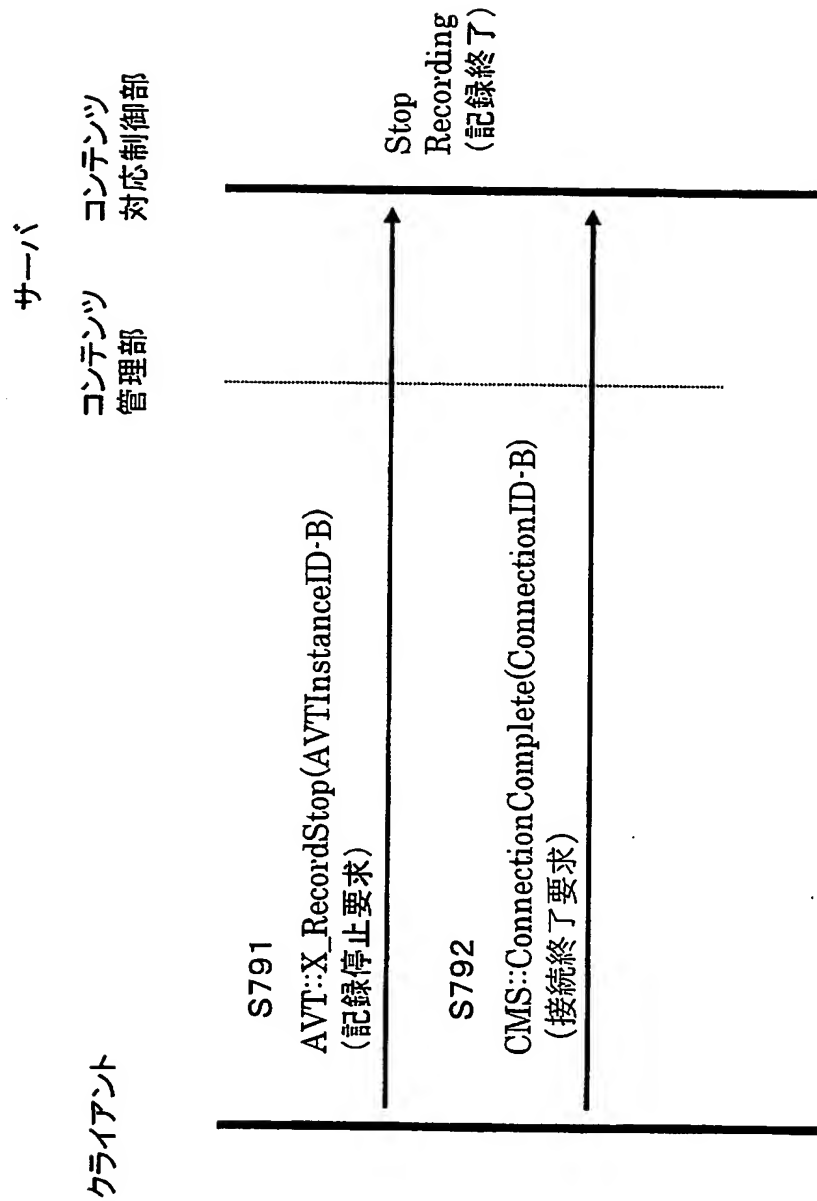 サーバ
クライアント
コンテンツ
管理部
コンテンツ
対応制御部
S791
AVT::X_RecordStop(AVTInstanceID-B)
(記録停止要求)
Stop
Recording
(記録終了)
S792
CMS::ConnectionComplete(ConnectionID-B)
(接続終了要求)